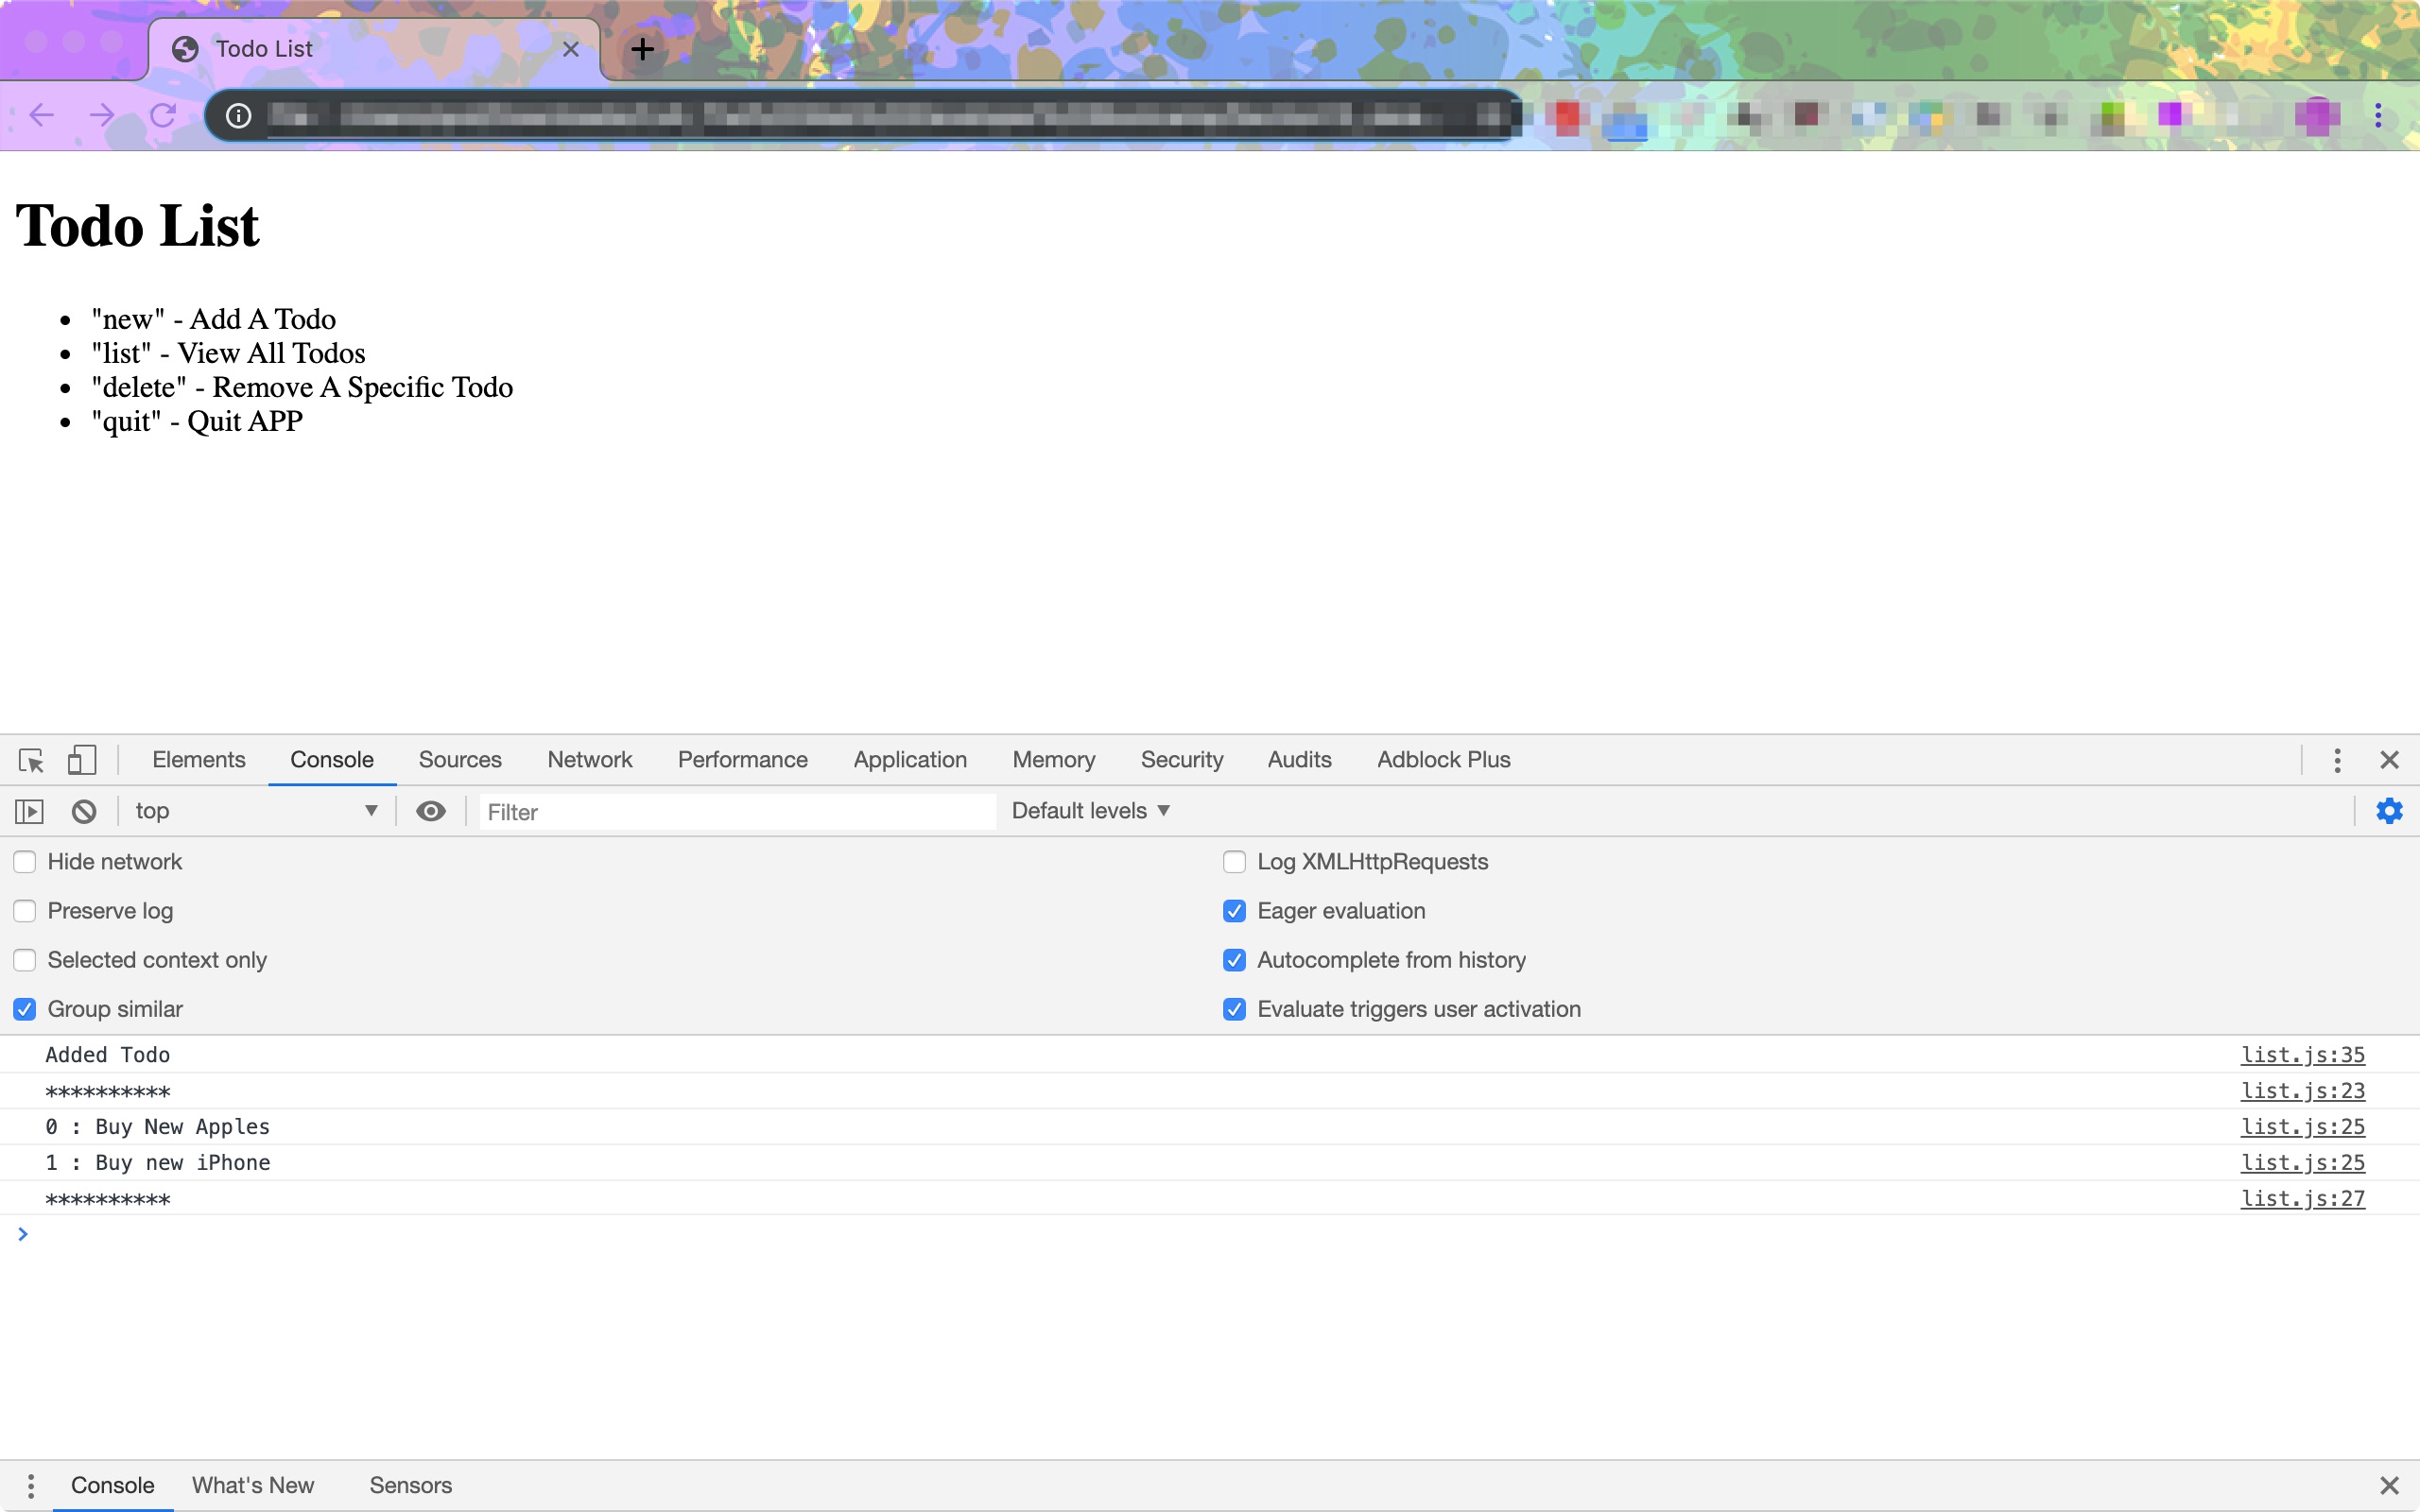 Todo List
Todo List
"new" - Add A Todo
"list" - View All Todos
"delete" - Remove A Specific Todo
"quit" - Quit APP
Elements Console Sources Network Performance Application Memory Security Audits Adblock Plus
top Filter Default levels
Hide network Log XMLHttpRequests
Preserve log Eager evaluation
Selected context only Autocomplete from history
Group similar Evaluate triggers user activation
Added Todo list.js:35
********** list.js:23
0 : Buy New Apples list.js:25
1 : Buy new iPhone list.js:25
********** list.js:27
Console What's New Sensors